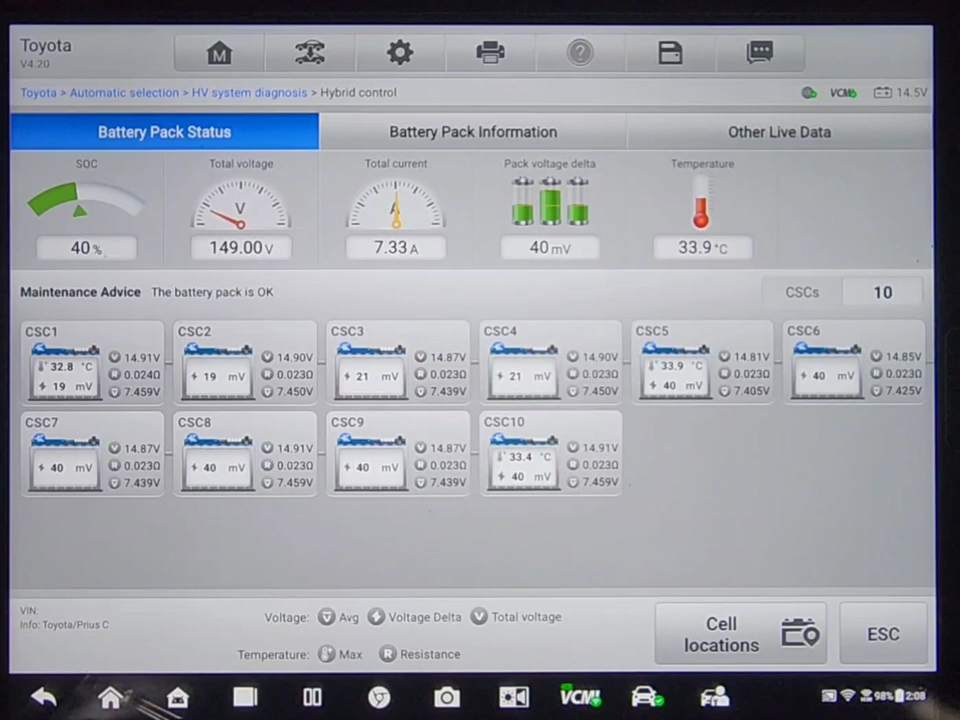 Toyota
V4.20
M
Toyota > Automatic selection > HV system diagnosis > Hybrid control
VCMI 14.5V
Battery Pack Status Battery Pack Information Other Live Data
SOC Total voltage Total current Pack voltage delta Temperature
V A
40 % 149.00 V 7.33 A 40 mV 33.9 °C
Maintenance Advice The battery pack is OK CSCs 10
CSC1 CSC2 CSC3 CSC4 CSC5 CSC6
32.8 °C V 14.91V V 14.90V V 14.87V V 14.90V 33.9 °C V 14.81V V 14.85V
19 mV R 0.024Ω 19 mV R 0.023Ω 21 mV R 0.023Ω 21 mV R 0.023Ω 40 mV R 0.023Ω 40 mV R 0.023Ω
7.459V 7.450V 7.439V 7.450V 7.405V 7.425V
CSC7 CSC8 CSC9 CSC10
V 14.87V V 14.91V V 14.87V 33.4 °C V 14.91V
40 mV R 0.023Ω 40 mV R 0.023Ω 40 mV R 0.023Ω 40 mV R 0.023Ω
7.439V 7.459V 7.439V 7.459V
VIN:
Info: Toyota/Prius C
Voltage: Avg Voltage Delta V Total voltage
Temperature: Max R Resistance
Cell locations
ESC
VCMI 98% 2:08